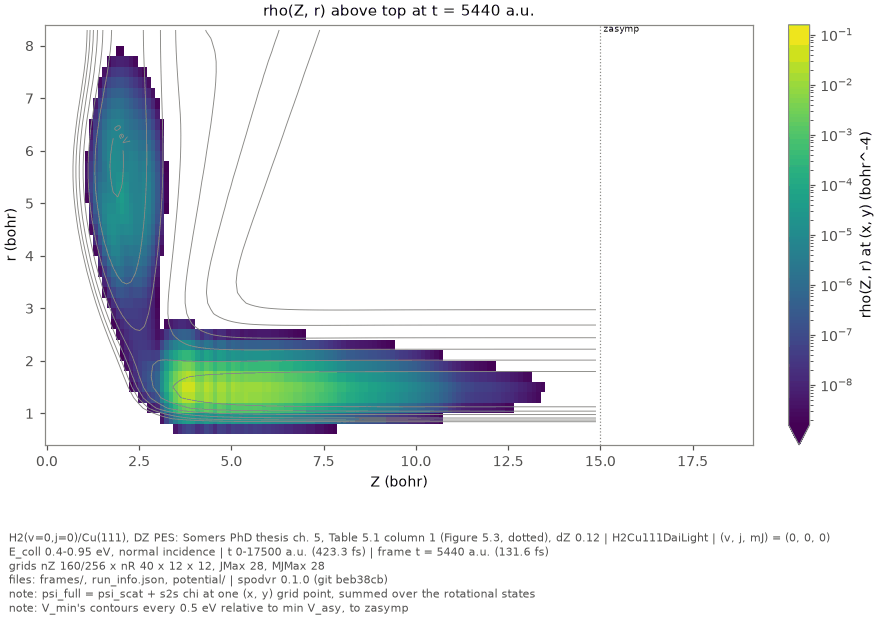 rho(Z, r) above top at t = 5440 a.u.
zasymp
8
7
6
5
4
3
2
1
r (bohr)
0.0
2.5
5.0
7.5
10.0
12.5
15.0
17.5
Z (bohr)
10⁻¹
10⁻²
10⁻³
10⁻⁴
10⁻⁵
10⁻⁶
10⁻⁷
10⁻⁸
rho(Z, r) at (x, y) (bohr^-4)
H2(v=0,j=0)/Cu(111), DZ PES: Somers PhD thesis ch. 5, Table 5.1 column 1 (Figure 5.3, dotted), dZ 0.12 | H2Cu111DaiLight | (v, j, mJ) = (0, 0, 0)
E_coll 0.4-0.95 eV, normal incidence | t 0-17500 a.u. (423.3 fs) | frame t = 5440 a.u. (131.6 fs)
grids nZ 160/256 x nR 40 x 12 x 12, JMax 28, MJMax 28
files: frames/, run_info.json, potential/ | spodvr 0.1.0 (git beb38cb)
note: psi_full = psi_scat + s2s chi at one (x, y) grid point, summed over the rotational states
note: V_min's contours every 0.5 eV relative to min V_asy, to zasymp